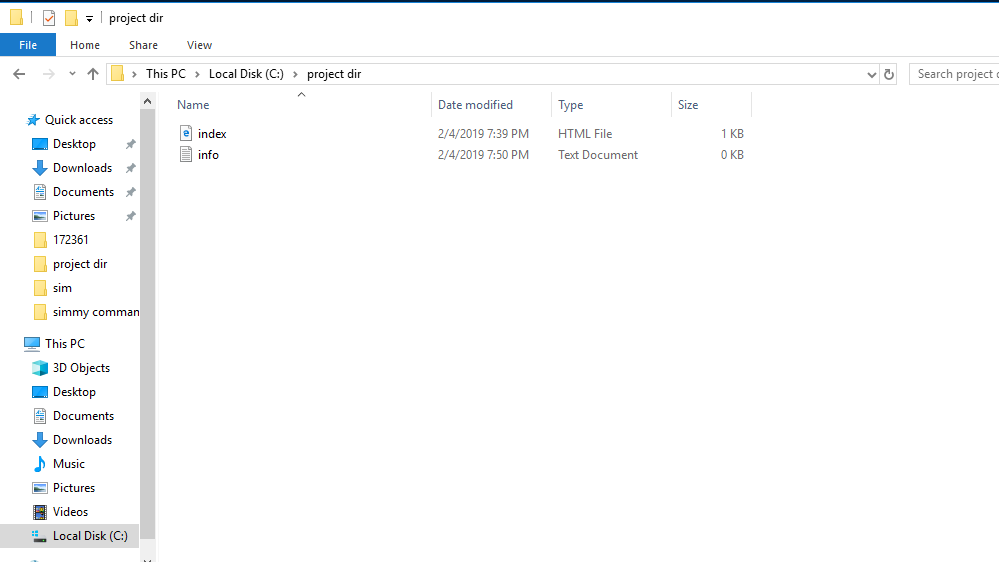 project dir
File Home Share View
This PC Local Disk (C:) project dir Search project
Name Date modified Type Size
index 2/4/2019 7:39 PM HTML File 1 KB
info 2/4/2019 7:50 PM Text Document 0 KB
Quick access
Desktop
Downloads
Documents
Pictures
172361
project dir
sim
simmy comman
This PC
3D Objects
Desktop
Documents
Downloads
Music
Pictures
Videos
Local Disk (C:)